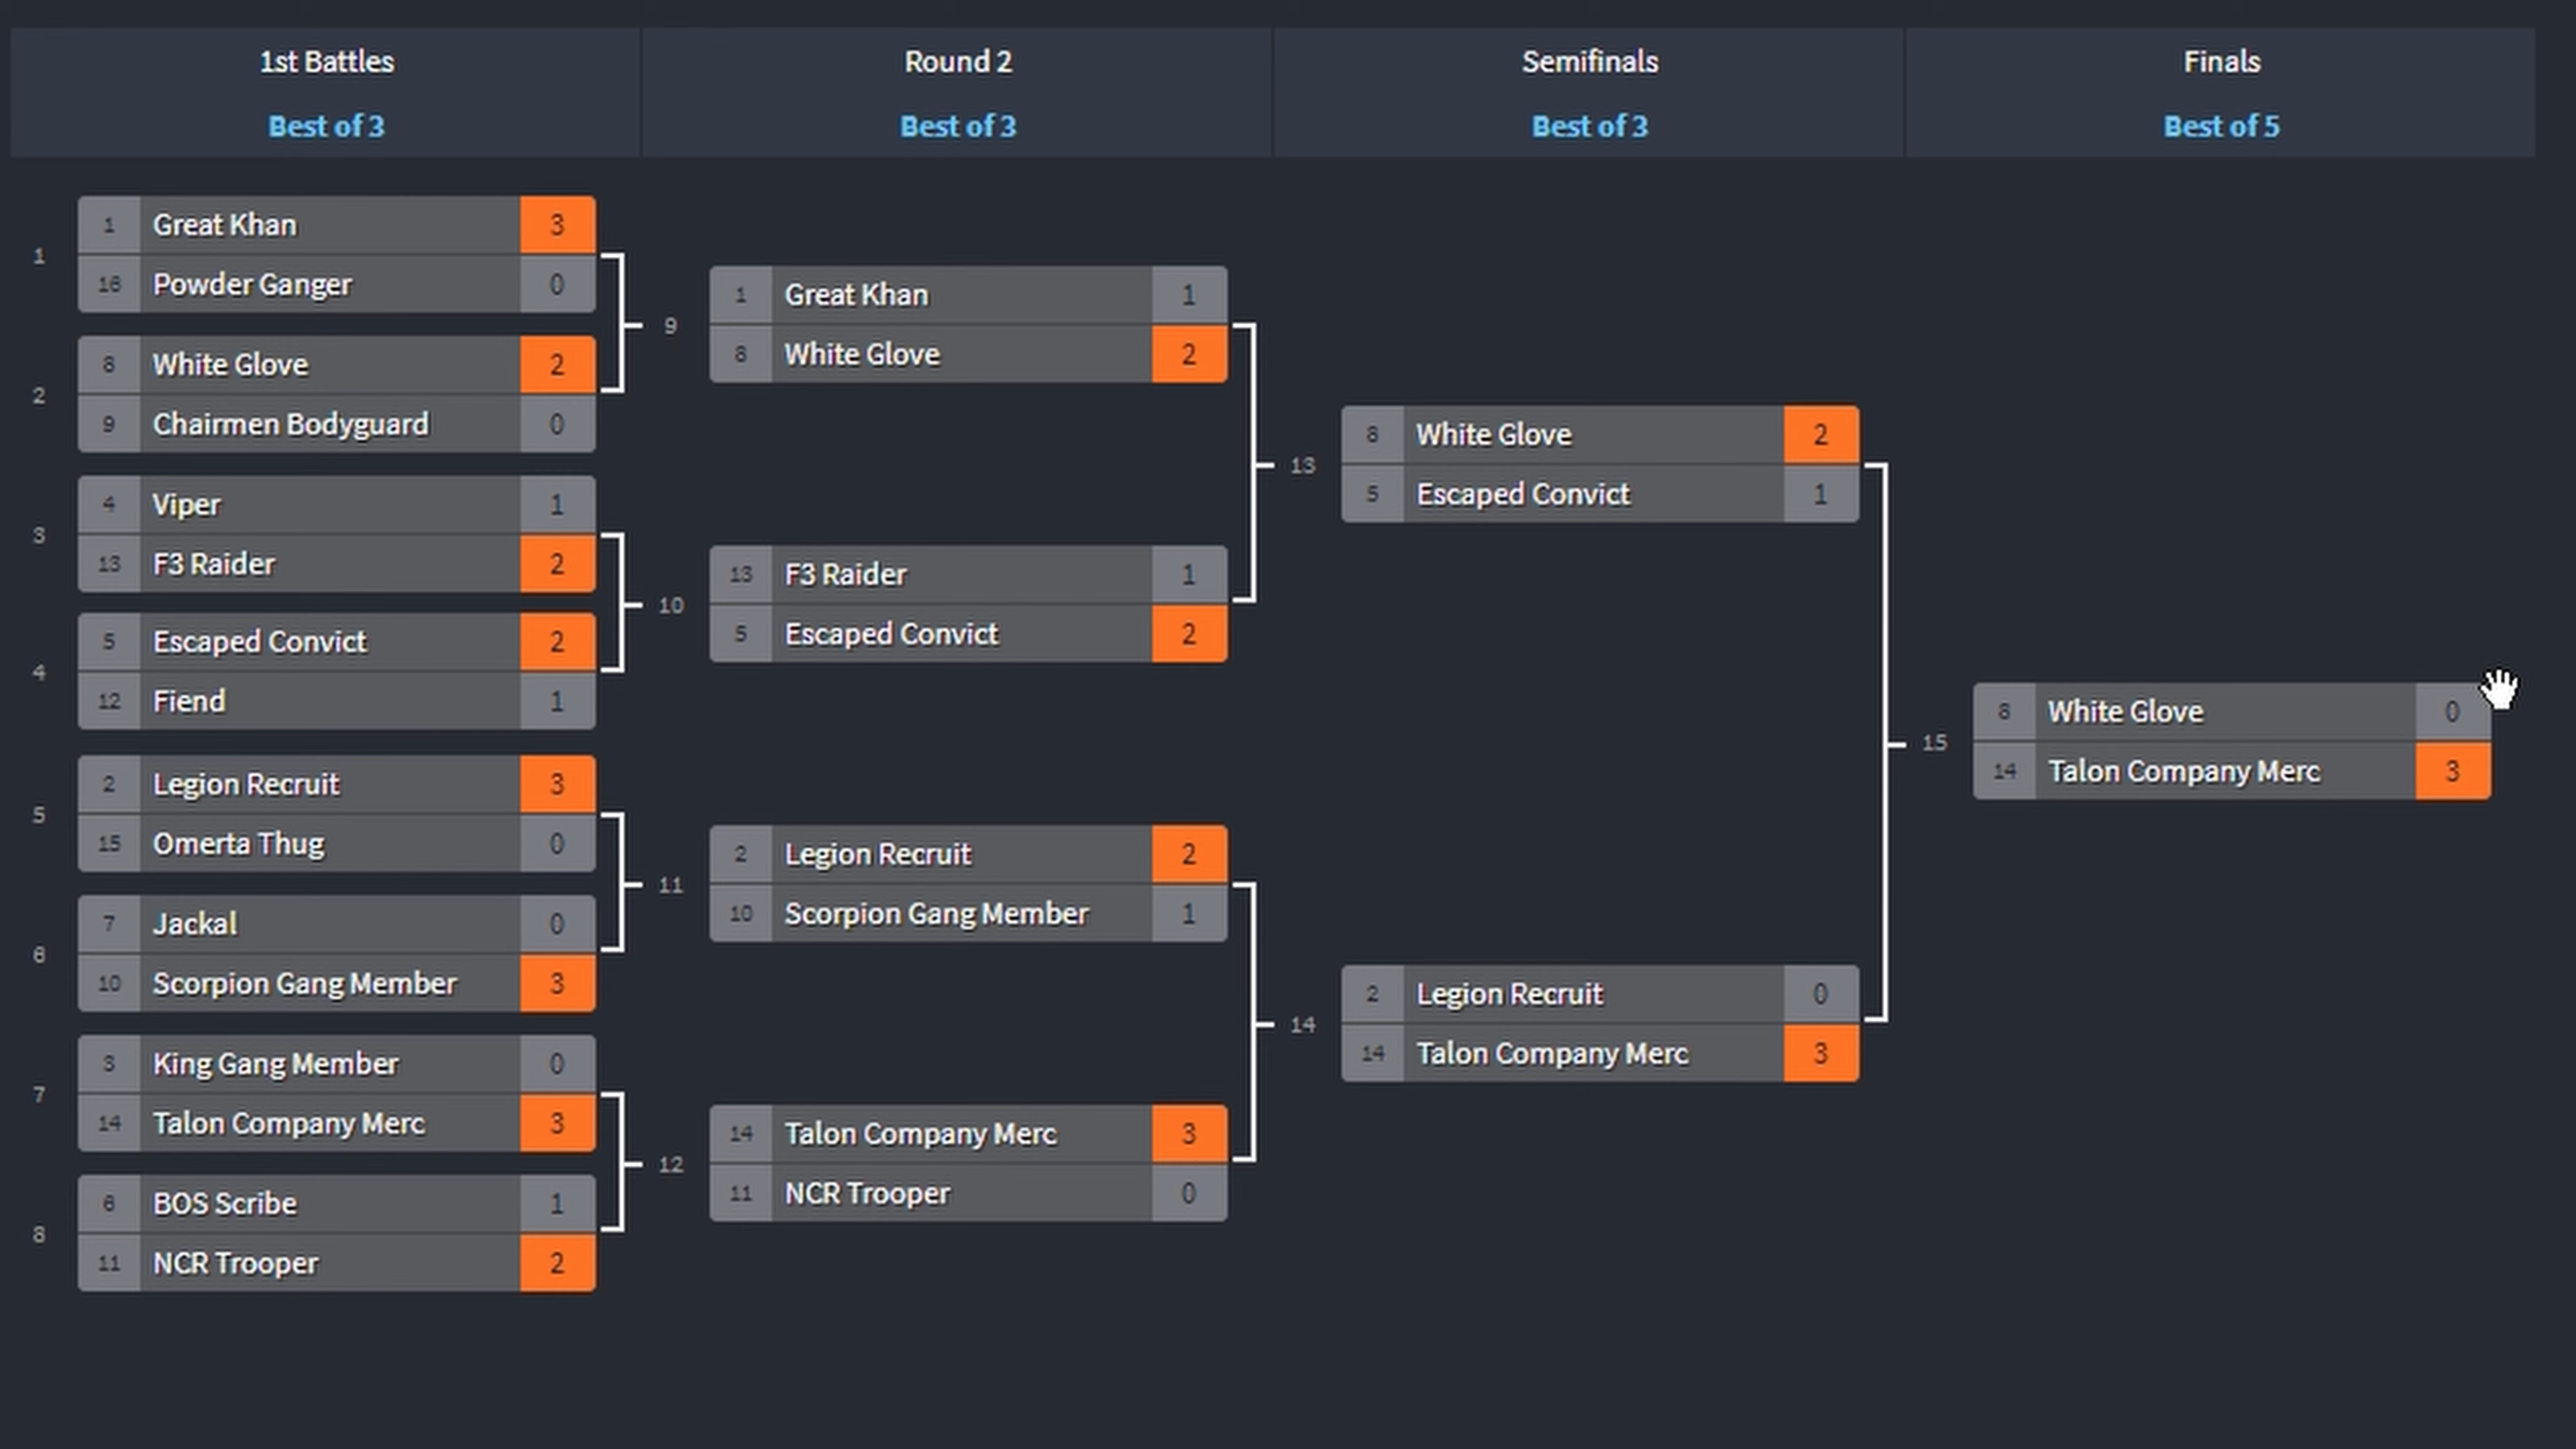 1st Battles
Best of 3
Round 2
Best of 3
Semifinals
Best of 3
Finals
Best of 5
1
1 Great Khan 3
16 Powder Ganger 0
2
8 White Glove 2
9 Chairmen Bodyguard 0
3
4 Viper 1
13 F3 Raider 2
4
5 Escaped Convict 2
12 Fiend 1
5
2 Legion Recruit 3
15 Omerta Thug 0
6
7 Jackal 0
10 Scorpion Gang Member 3
7
3 King Gang Member 0
14 Talon Company Merc 3
8
6 BOS Scribe 1
11 NCR Trooper 2
9
1 Great Khan 1
8 White Glove 2
10
13 F3 Raider 1
5 Escaped Convict 2
11
2 Legion Recruit 2
10 Scorpion Gang Member 1
12
14 Talon Company Merc 3
11 NCR Trooper 0
13
8 White Glove 2
5 Escaped Convict 1
14
2 Legion Recruit 0
14 Talon Company Merc 3
15
8 White Glove 0
14 Talon Company Merc 3